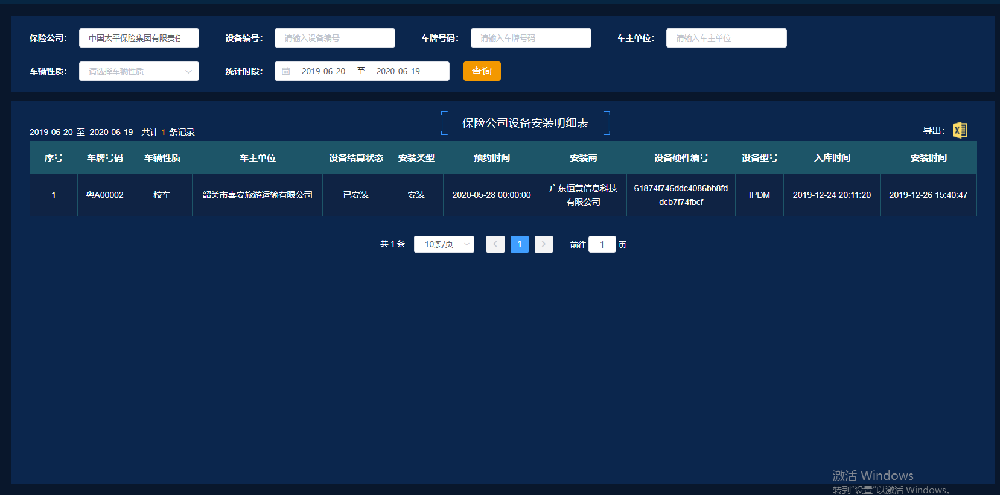 保险公司： 中国太平保险集团有限责任 设备编号： 请输入设备编号 车牌号码： 请输入车牌号码 车主单位： 请输入车主单位
车辆性质： 请选择车辆性质 统计时段： 2019-06-20 至 2020-06-19 查询
保险公司设备安装明细表
2019-06-20 至 2020-06-19 共计 1 条记录 导出：
序号 车牌号码 车辆性质 车主单位 设备结算状态 安装类型 预约时间 安装商 设备硬件编号 设备型号 入库时间 安装时间
1 粤A00002 校车 韶关市喜安旅游运输有限公司 已安装 安装 2020-05-28 00:00:00 广东恒慧信息科技 61874f746ddc4086bb8fd IPDM 2019-12-24 20:11:20 2019-12-26 15:40:47
有限公司 dcb7f74fbcf
共 1 条 10条/页 1 前往 1 页
激活 Windows
转到"设置"以激活 Windows。